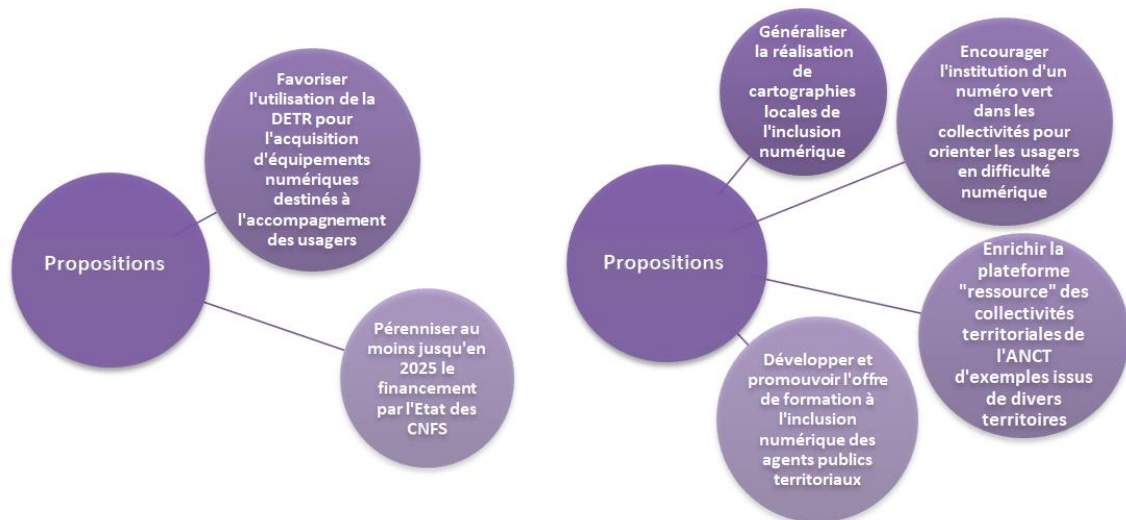 Propositions
Favoriser
l'utilisation de la
DETR pour
l'acquisition
d'équipements
numériques
destinés à
l'accompagnement
des usagers
Pérenniser au
moins jusqu'en
2025 le
financement
par l'Etat des
CNFS
Propositions
Généraliser
la réalisation
de
cartographies
locales de
l'inclusion
numérique
Encourager
l'institution d'un
numéro vert
dans les
collectivités pour
orienter les usagers
en difficulté
numérique
Enrichir la
plateforme
"ressource" des
collectivités
territoriales de
l'ANCT
d'exemples issus
de divers
territoires
Développer et
promouvoir l'offre
de formation à
l'inclusion
numérique des
agents publics
territoriaux